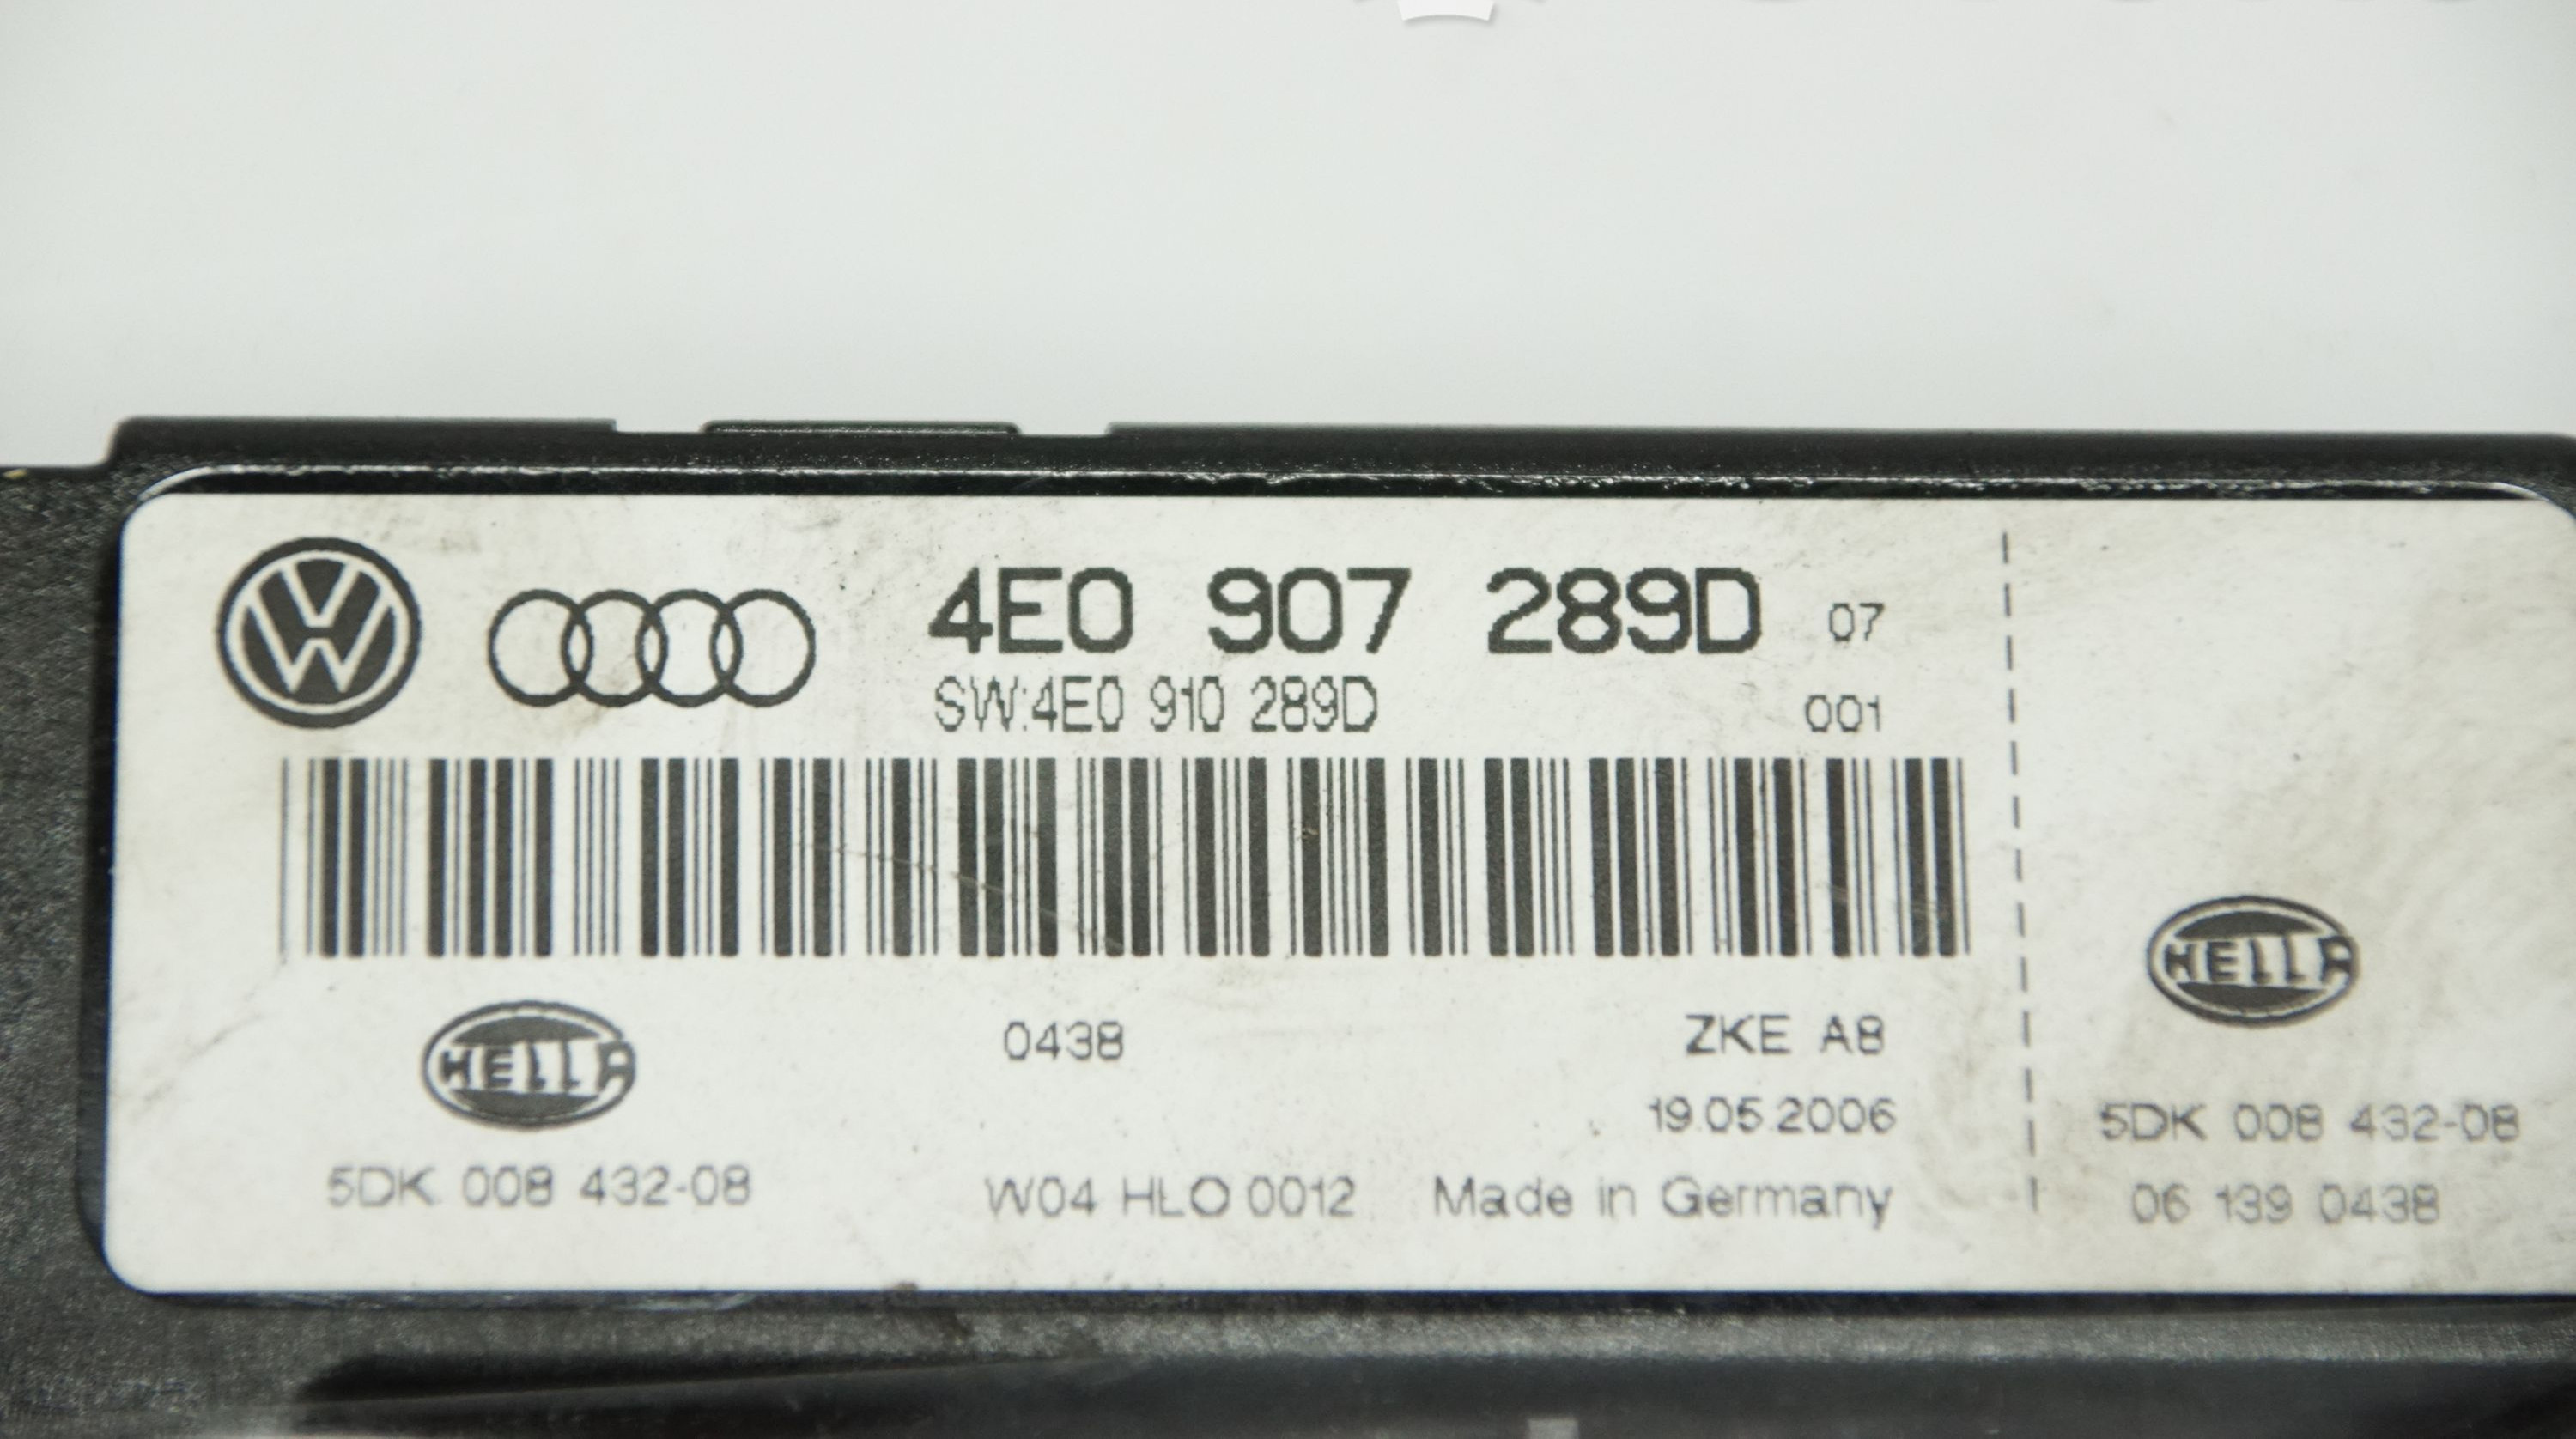 4E0 907 289D 07
SW:4E0 910 289D 001
HELLA
0438
ZKE A8
19.05.2006
5DK 008 432-08
W04 HLO 0012 Made in Germany
HELLA
5DK 008 432-08
06 139 0438